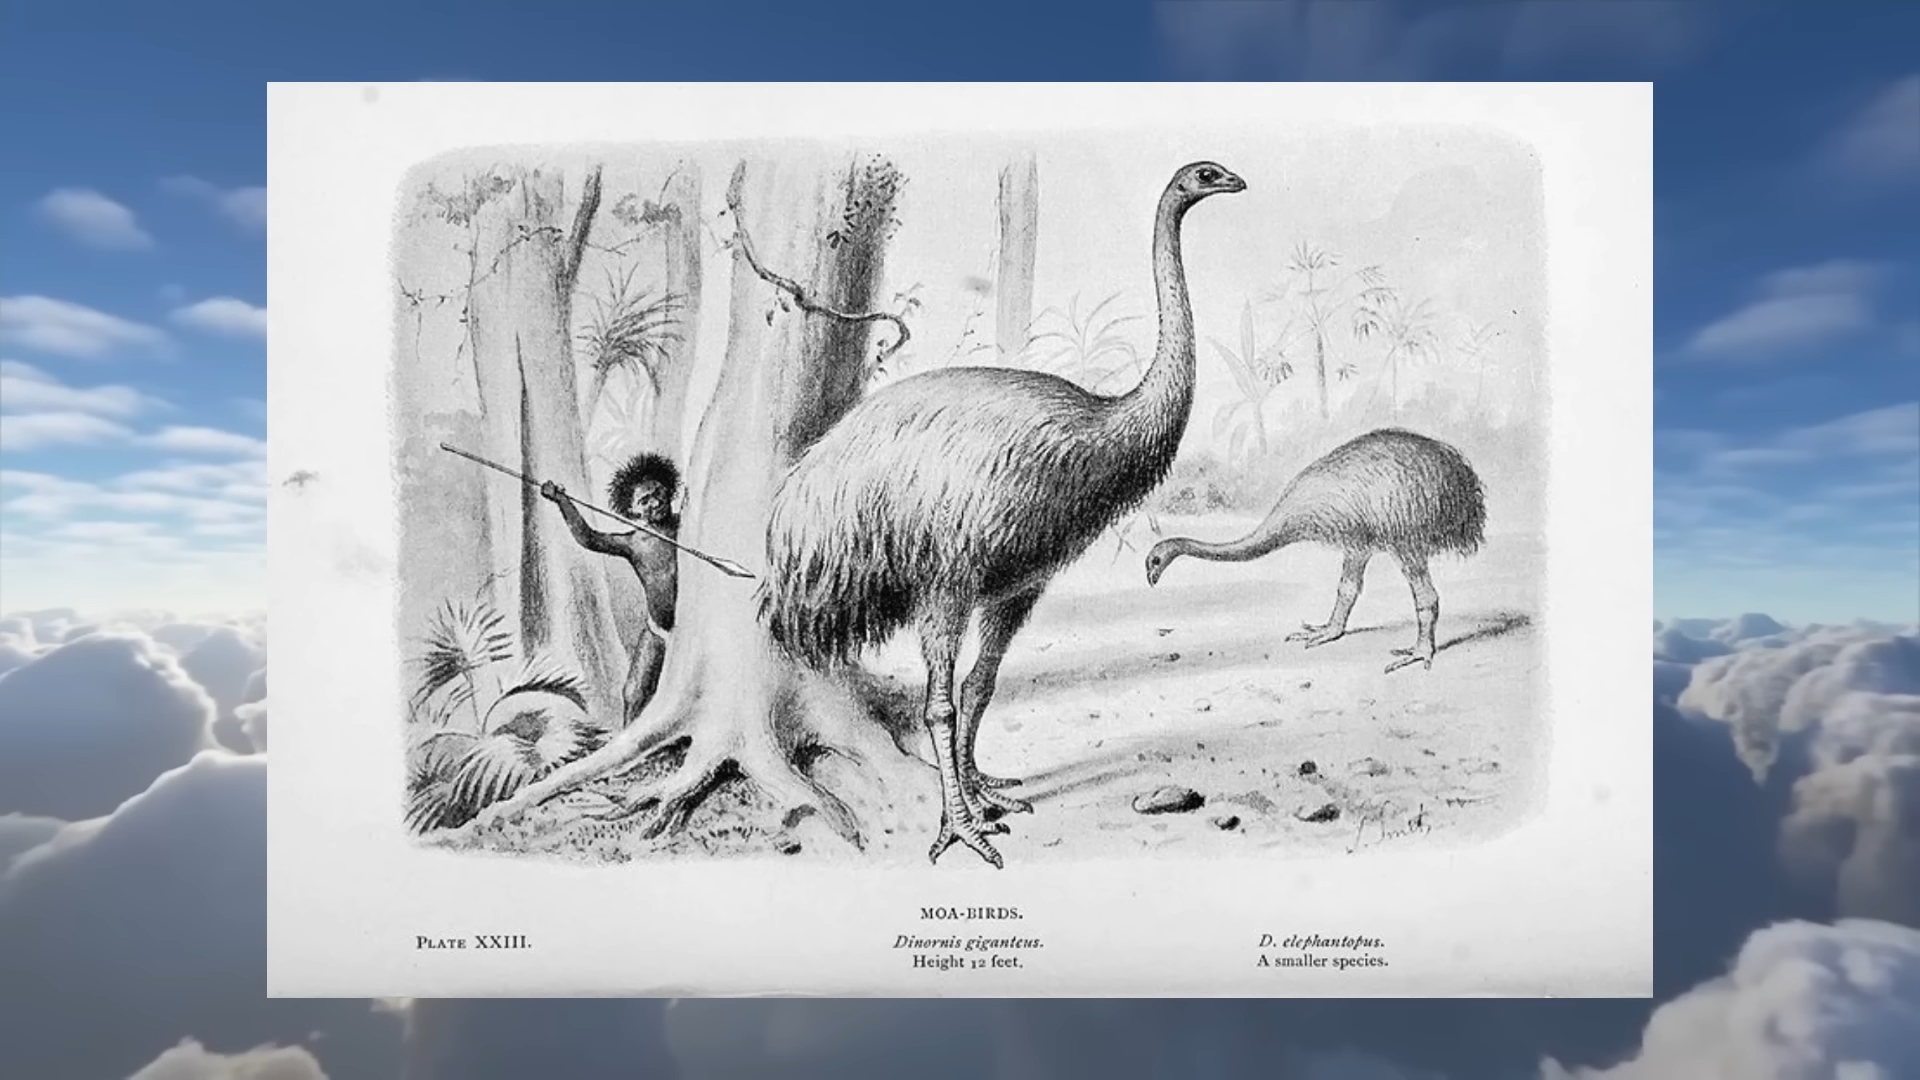 MOA-BIRDS.
PLATE XXIII.
Dinornis giganteus.
D. elephantopus.
Height 12 feet.
A smaller species.